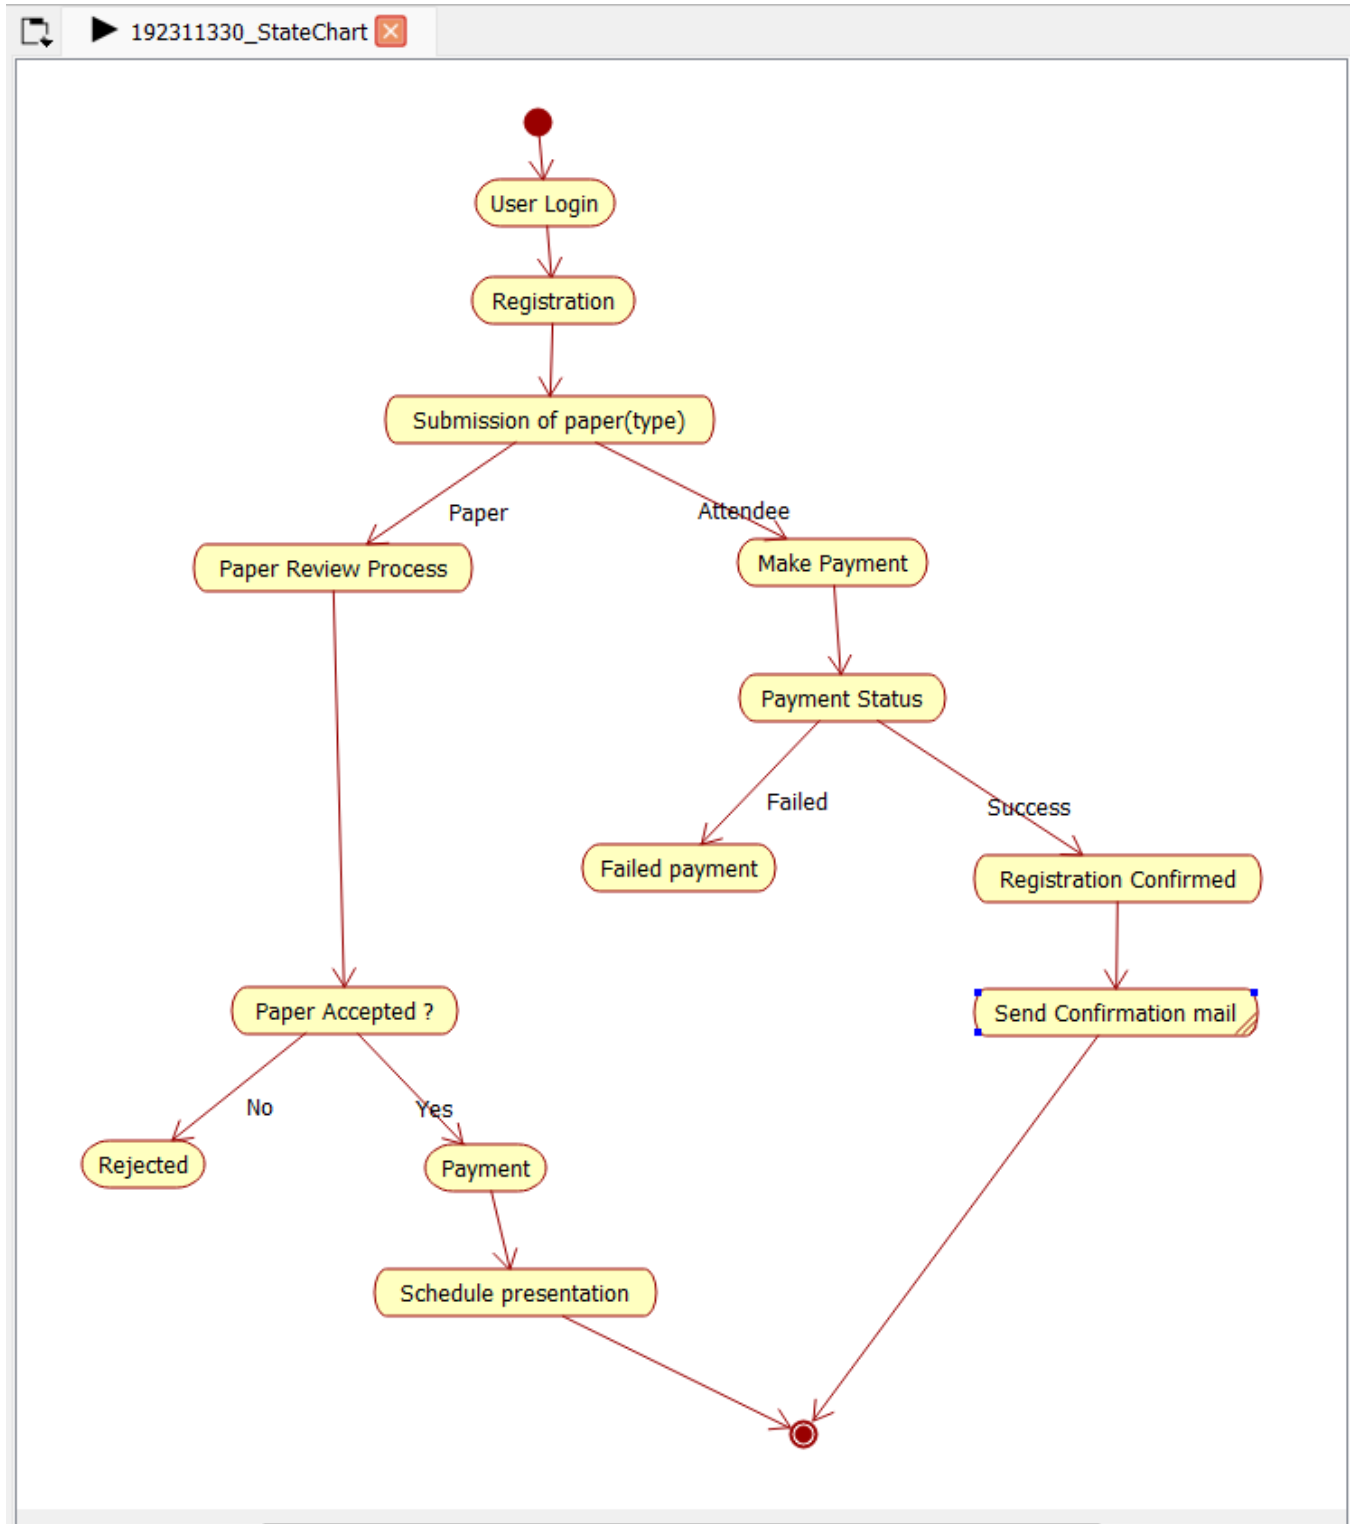 192311330_StateChart
User Login
Registration
Submission of paper(type)
Paper
Attendee
Paper Review Process
Make Payment
Payment Status
Failed
Success
Failed payment
Registration Confirmed
Paper Accepted ?
Send Confirmation mail
No
Yes
Rejected
Payment
Schedule presentation